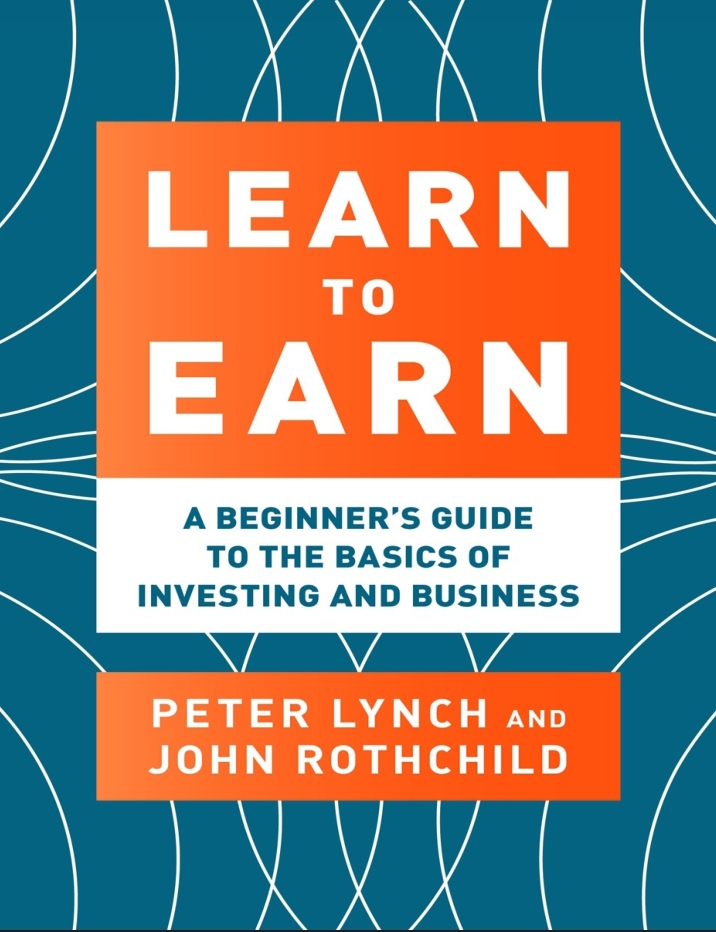 LEARN
TO
EARN
A BEGINNER'S GUIDE
TO THE BASICS OF
INVESTING AND BUSINESS
PETER LYNCH AND
JOHN ROTHCHILD